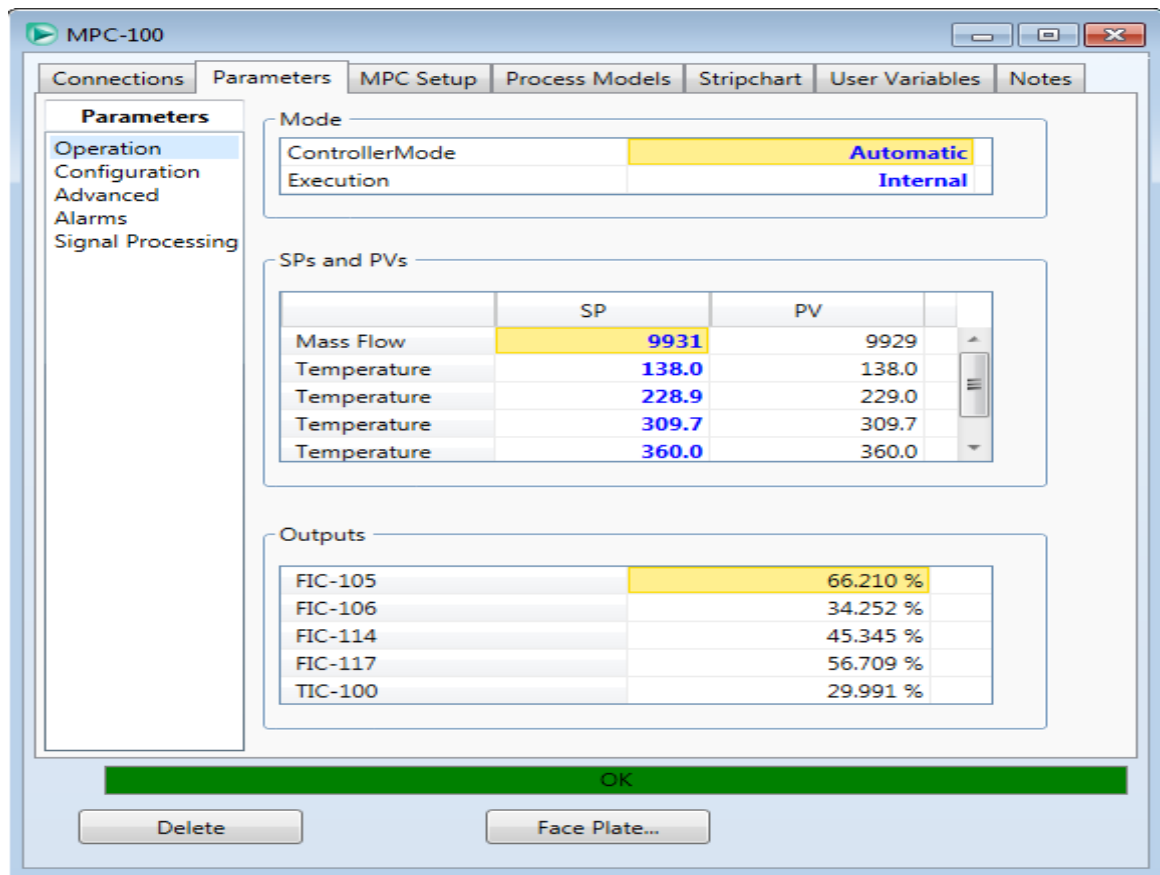 MPC-100
Connections Parameters MPC Setup Process Models Stripchart User Variables Notes
Parameters
Operation
Configuration
Advanced
Alarms
Signal Processing
Mode
ControllerMode Automatic
Execution Internal
SPs and PVs
SP PV
Mass Flow 9931 9929
Temperature 138.0 138.0
Temperature 228.9 229.0
Temperature 309.7 309.7
Temperature 360.0 360.0
Outputs
FIC-105 66.210 %
FIC-106 34.252 %
FIC-114 45.345 %
FIC-117 56.709 %
TIC-100 29.991 %
OK
Delete Face Plate...